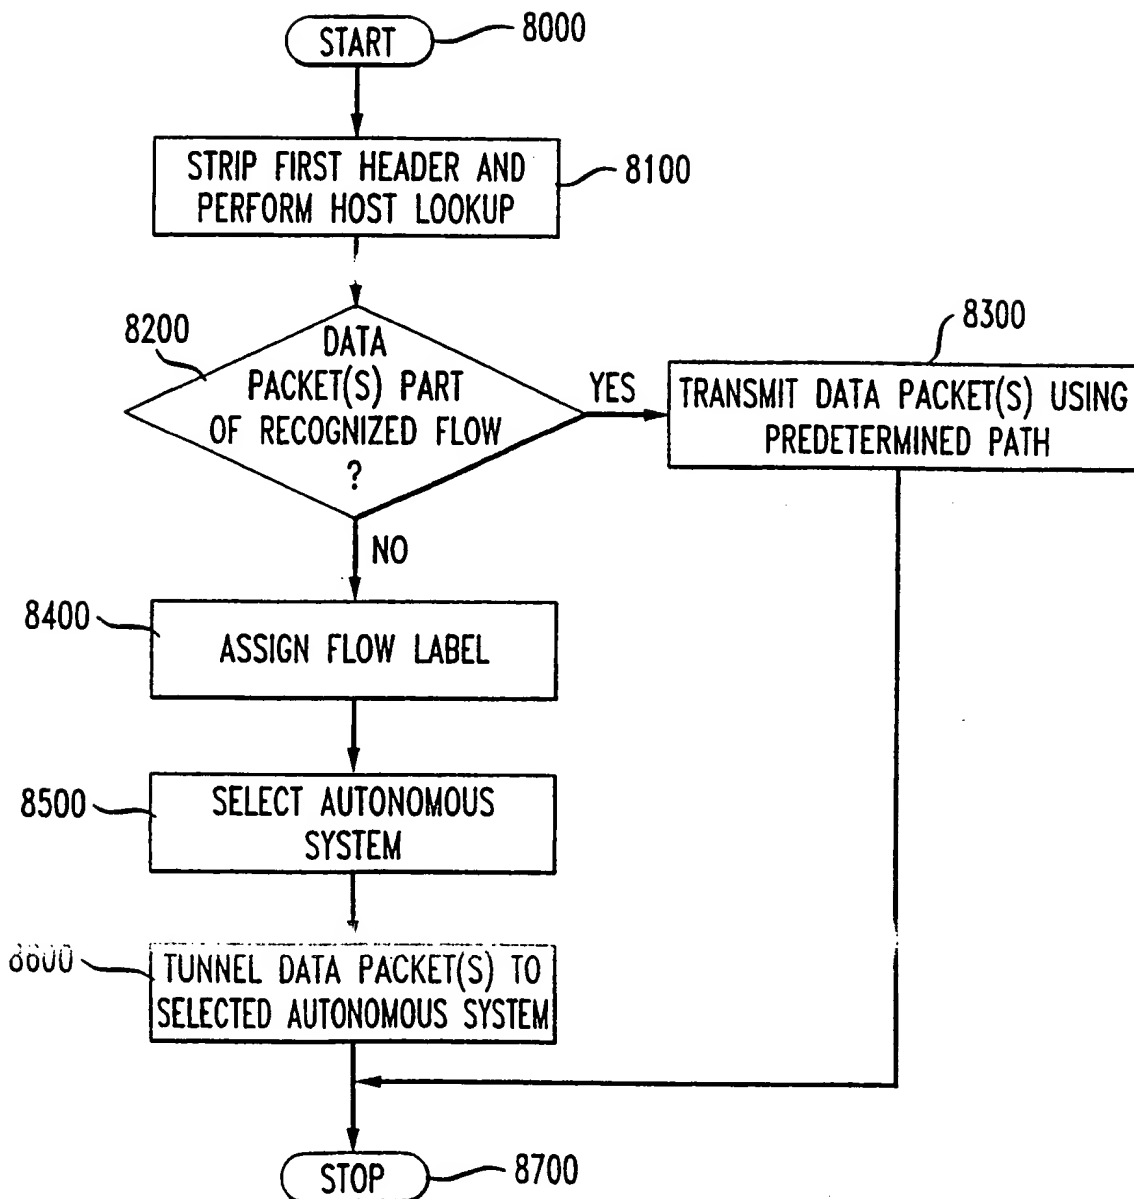 START
8000
STRIP FIRST HEADER AND
PERFORM HOST LOOKUP
8100
8200
DATA
PACKET(S) PART
OF RECOGNIZED FLOW
?
YES
8300
TRANSMIT DATA PACKET(S) USING
PREDETERMINED PATH
NO
8400
ASSIGN FLOW LABEL
8500
SELECT AUTONOMOUS
SYSTEM
8600
TUNNEL DATA PACKET(S) TO
SELECTED AUTONOMOUS SYSTEM
STOP
8700